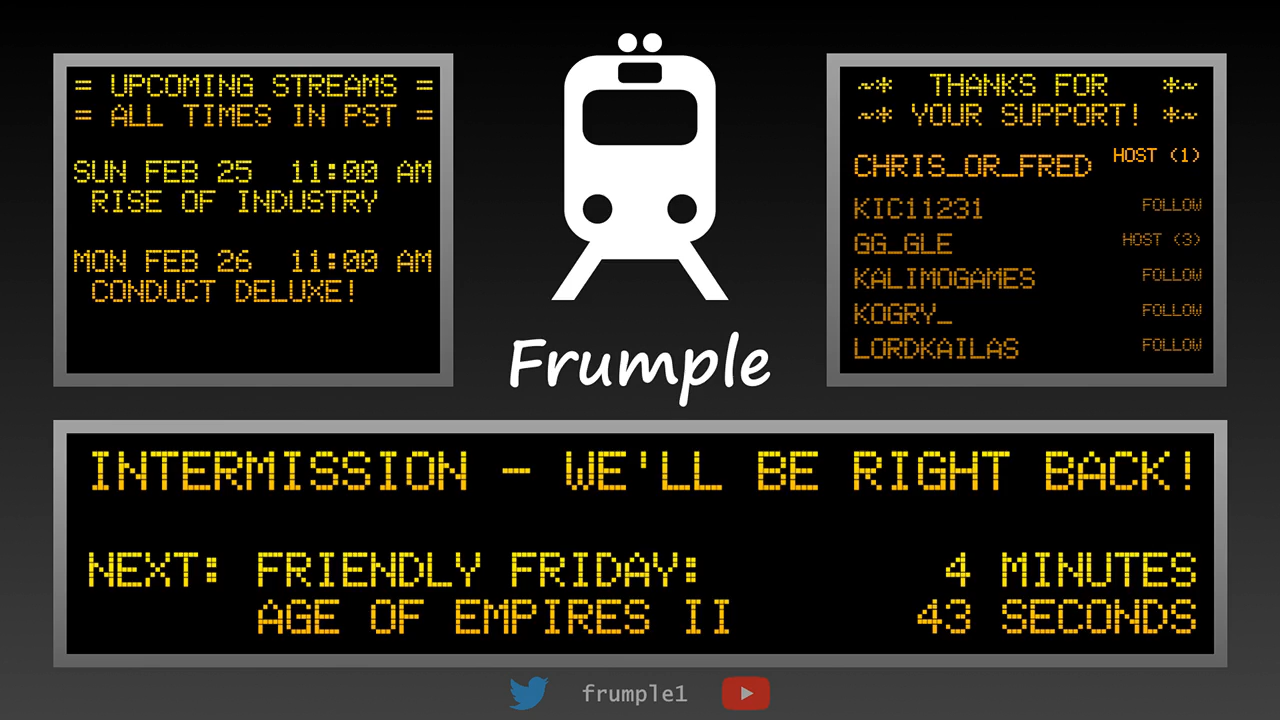 = UPCOMING STREAMS =
= ALL TIMES IN PST =
SUN FEB 25 11:00 AM
RISE OF INDUSTRY
MON FEB 26 11:00 AM
CONDUCT DELUXE!
Frumple
~* THANKS FOR *~
~* YOUR SUPPORT! *~
CHRIS_OR_FRED HOST (1)
KIC11231 FOLLOW
GG_GLE HOST (3)
KALIMOGAMES FOLLOW
KOGRY_ FOLLOW
LORDKAILAS FOLLOW
INTERMISSION - WE'LL BE RIGHT BACK!
NEXT: FRIENDLY FRIDAY: 4 MINUTES
AGE OF EMPIRES II 43 SECONDS
frumple1